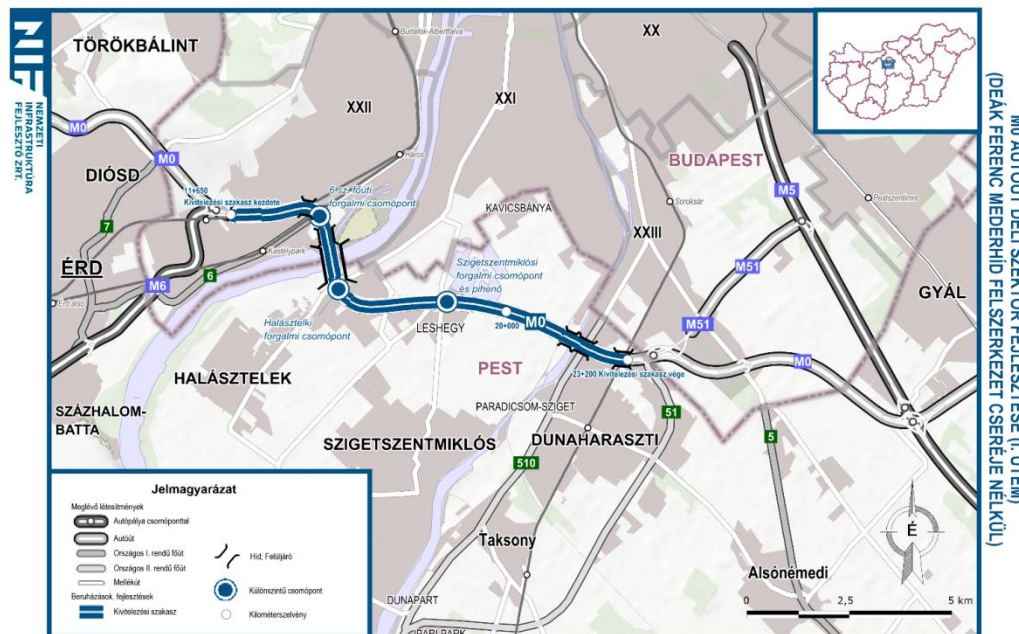 NIF
NEMZETI
INFRASTRUKTÚRA
FEJLESZTŐ ZRT.
M0 AUTÓÚT DÉLI SZEKTOR FEJLESZTÉSE (I. ÜTEM)
(DEÁK FERENC MEDERHÍD FELSZERKEZET CSERÉJE NÉLKÜL)
TÖRÖKBÁLINT
Budafok-Albertfalva
XX
XXII
XXI
M0
M0
DIÓSD
11+650
Kivitelezési szakasz kezdete
Háros
6 sz. főúti
forgalmi csomópont
BUDAPEST
M5
Pestszentimre
Soroksár
KAVICSBÁNYA
XXIII
7
Kastélypark
ÉRD
M6
6
Érd alsó
Szigetszentmiklósi
forgalmi csomópont
és pihenő
M51
GYÁL
Halásztelki
forgalmi csomópont
LESHEGY
20+000
M0
M51
M0
PEST
23+200 Kivitelezési szakasz vége
HALÁSZTELEK
SZÁZHALOM-
BATTA
PARADICSOM-SZIGET
51
SZIGETSZENTMIKLÓS
DUNAHARASZTI
5
510
Taksony
Alsónémedi
DUNAPART
IPARI PARK
É
0
2,5
5 km
Jelmagyarázat
Meglévő létesítmények
Autópálya csomóponttal
Autóút
Országos I. rendű főút
Országos II. rendű főút
Mellékút
Beruházások, fejlesztések
Kivitelezési szakasz
Híd; Felüljáró
Különszintű csomópont
Kilométerszelvény